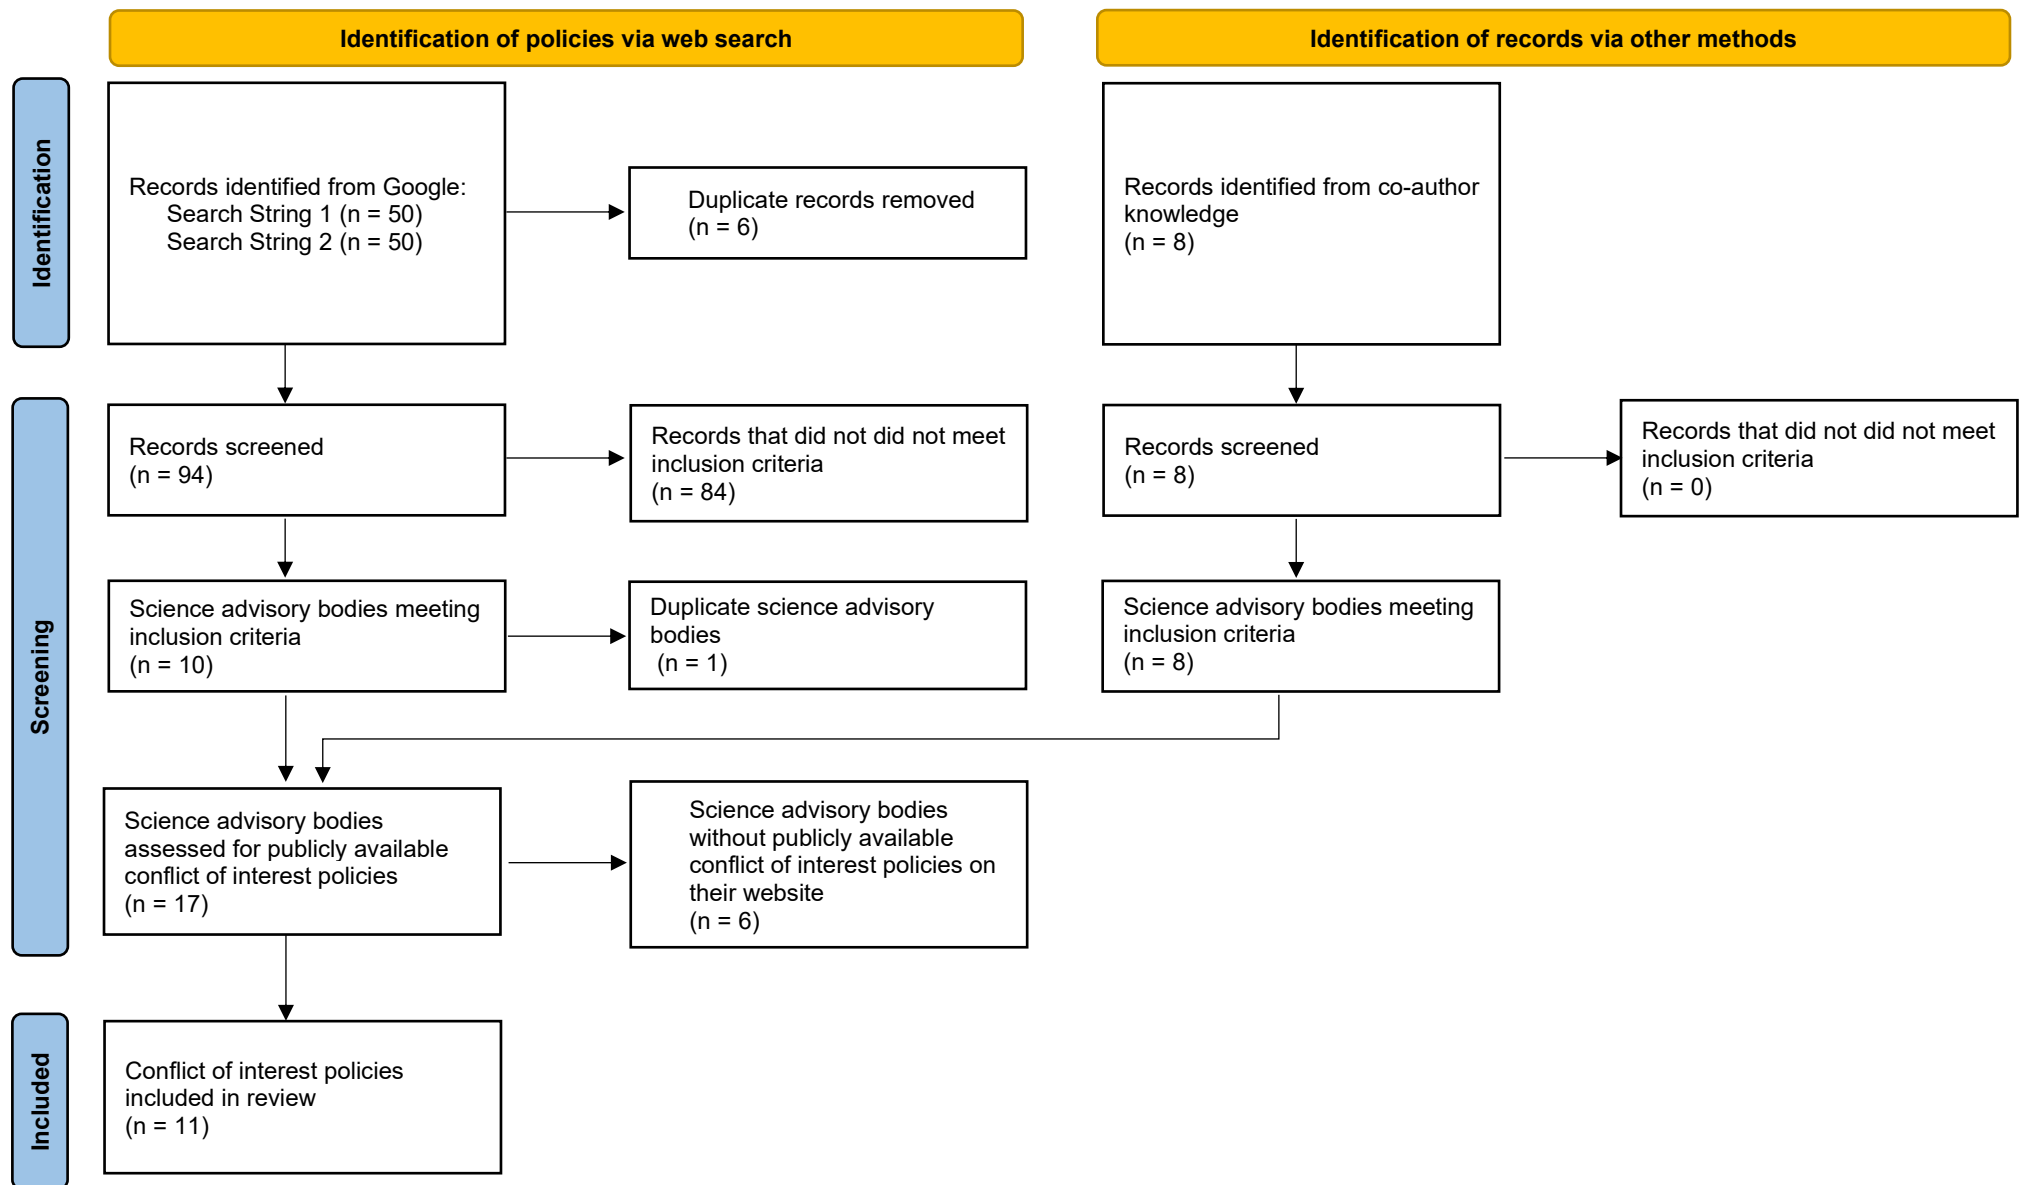 Identification of policies via web search
Identification of records via other methods
Identification
Records identified from Google:
Search String 1 (n = 50)
Search String 2 (n = 50)
Duplicate records removed
(n = 6)
Records identified from co-author
knowledge
(n = 8)
Screening
Records screened
(n = 94)
Records that did not did not meet
inclusion criteria
(n = 84)
Records screened
(n = 8)
Records that did not did not meet
inclusion criteria
(n = 0)
Science advisory bodies meeting
inclusion criteria
(n = 10)
Duplicate science advisory
bodies
(n = 1)
Science advisory bodies meeting
inclusion criteria
(n = 8)
Science advisory bodies
assessed for publicly available
conflict of interest policies
(n = 17)
Science advisory bodies
without publicly available
conflict of interest policies on
their website
(n = 6)
Included
Conflict of interest policies
included in review
(n = 11)